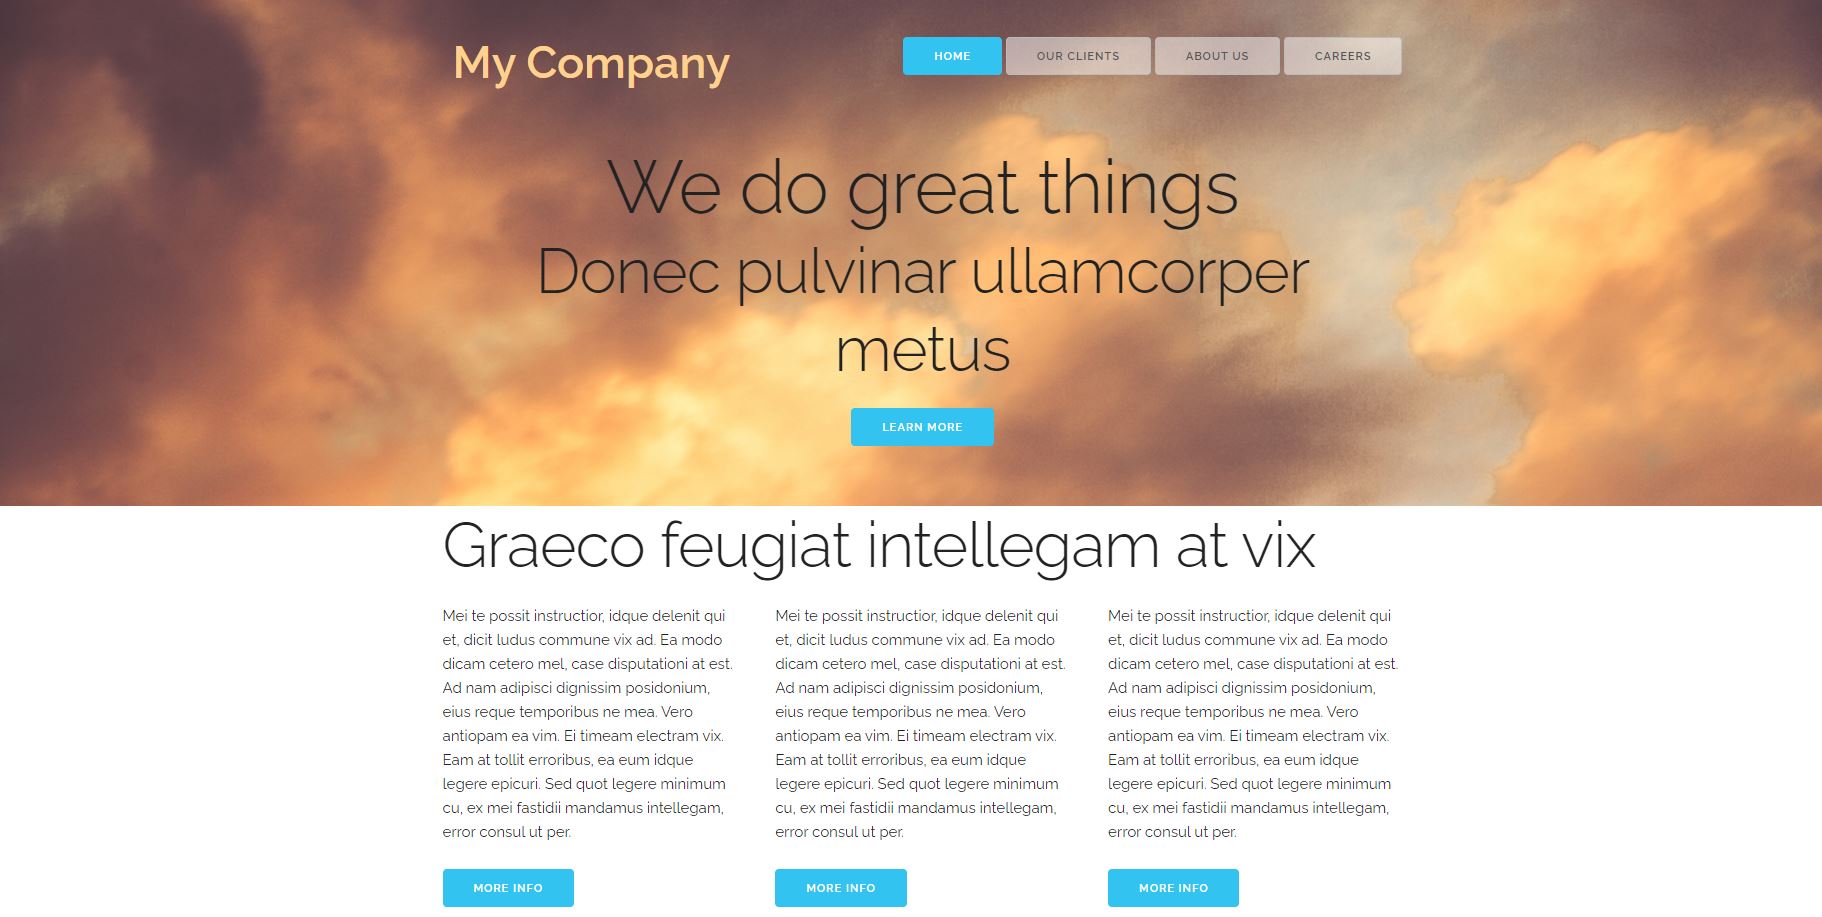 My Company
HOME OUR CLIENTS ABOUT US CAREERS
We do great things
Donec pulvinar ullamcorper
metus
LEARN MORE
Graeco feugiat intellegam at vix
Mei te possit instructior, idque delenit qui
et, dicit ludus commune vix ad. Ea modo
dicam cetero mel, case disputationi at est.
Ad nam adipisci dignissim posidonium,
eius reque temporibus ne mea. Vero
antiopam ea vim. Ei timeam electram vix.
Eam at tollit erroribus, ea eum idque
legere epicuri. Sed quot legere minimum
cu, ex mei fastidii mandamus intellegam,
error consul ut per.
MORE INFO
Mei te possit instructior, idque delenit qui
et, dicit ludus commune vix ad. Ea modo
dicam cetero mel, case disputationi at est.
Ad nam adipisci dignissim posidonium,
eius reque temporibus ne mea. Vero
antiopam ea vim. Ei timeam electram vix.
Eam at tollit erroribus, ea eum idque
legere epicuri. Sed quot legere minimum
cu, ex mei fastidii mandamus intellegam,
error consul ut per.
MORE INFO
Mei te possit instructior, idque delenit qui
et, dicit ludus commune vix ad. Ea modo
dicam cetero mel, case disputationi at est.
Ad nam adipisci dignissim posidonium,
eius reque temporibus ne mea. Vero
antiopam ea vim. Ei timeam electram vix.
Eam at tollit erroribus, ea eum idque
legere epicuri. Sed quot legere minimum
cu, ex mei fastidii mandamus intellegam,
error consul ut per.
MORE INFO